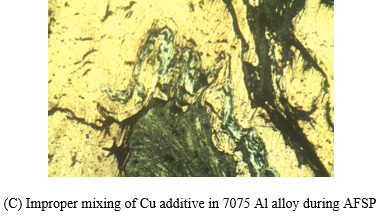 (C) Improper mixing of Cu additive in 7075 Al alloy during AFSP